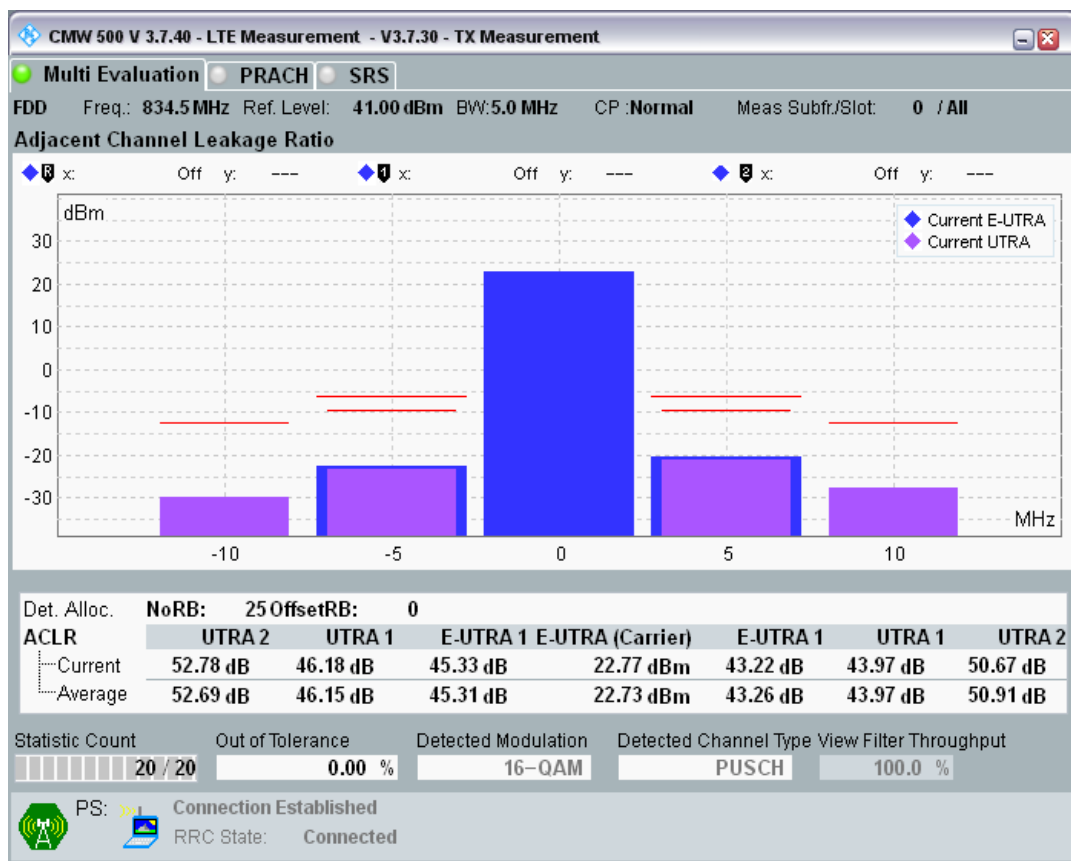 CMW 500 V 3.7.40 - LTE Measurement - V3.7.30 - TX Measurement
Multi Evaluation PRACH SRS
FDD Freq.: 834.5 MHz Ref. Level: 41.00 dBm BW:5.0 MHz CP :Normal Meas Subfr./Slot: 0 / All
Adjacent Channel Leakage Ratio
R x: Off y: --- 1 x: Off y: --- 2 x: Off y: ---
dBm
Current E-UTRA
Current UTRA
30
20
10
0
-10
-20
-30
MHz
-10 -5 0 5 10
Det. Alloc. NoRB: 25 OffsetRB: 0
ACLR UTRA 2 UTRA 1 E-UTRA 1 E-UTRA (Carrier) E-UTRA 1 UTRA 1 UTRA 2
Current 52.78 dB 46.18 dB 45.33 dB 22.77 dBm 43.22 dB 43.97 dB 50.67 dB
Average 52.69 dB 46.15 dB 45.31 dB 22.73 dBm 43.26 dB 43.97 dB 50.91 dB
Statistic Count Out of Tolerance Detected Modulation Detected Channel Type View Filter Throughput
20 / 20 0.00 % 16-QAM PUSCH 100.0 %
PS: Connection Established
RRC State: Connected